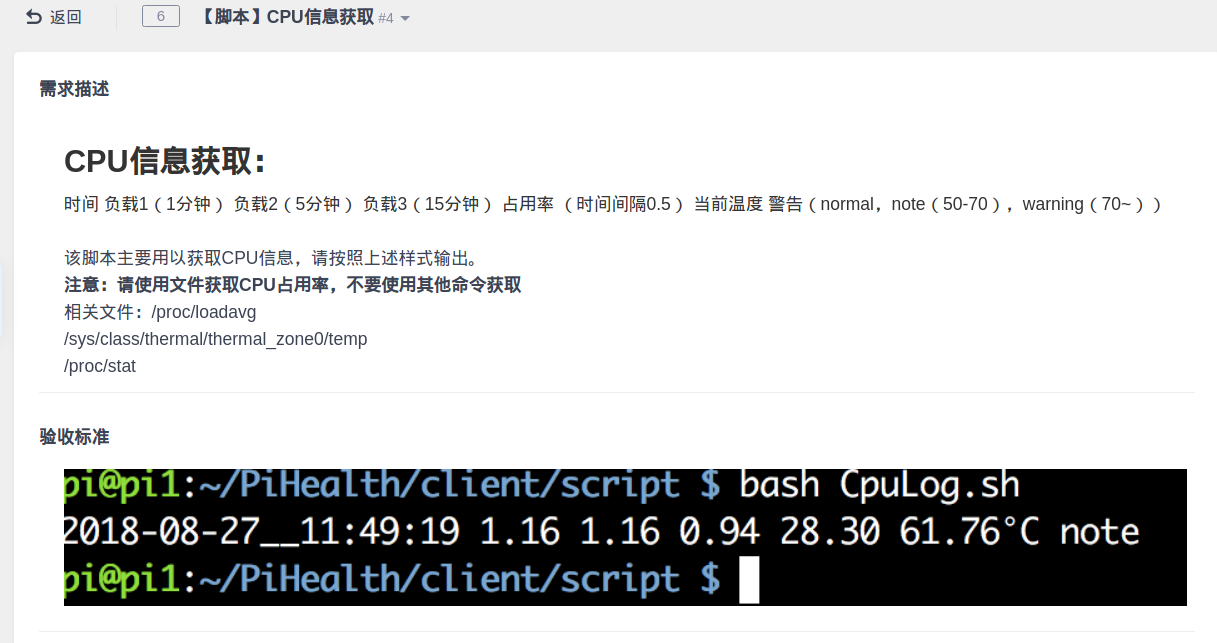 返回 6 【脚本】CPU信息获取 #4
需求描述
CPU信息获取：
时间 负载1（1分钟） 负载2（5分钟） 负载3（15分钟） 占用率 （时间间隔0.5） 当前温度 警告（normal，note（50-70），warning（70~））
该脚本主要用以获取CPU信息，请按照上述样式输出。
注意：请使用文件获取CPU占用率，不要使用其他命令获取
相关文件：/proc/loadavg
/sys/class/thermal/thermal_zone0/temp
/proc/stat
验收标准
pi@pi1:~/PiHealth/client/script $ bash CpuLog.sh
2018-08-27__11:49:19 1.16 1.16 0.94 28.30 61.76°C note
pi@pi1:~/PiHealth/client/script $